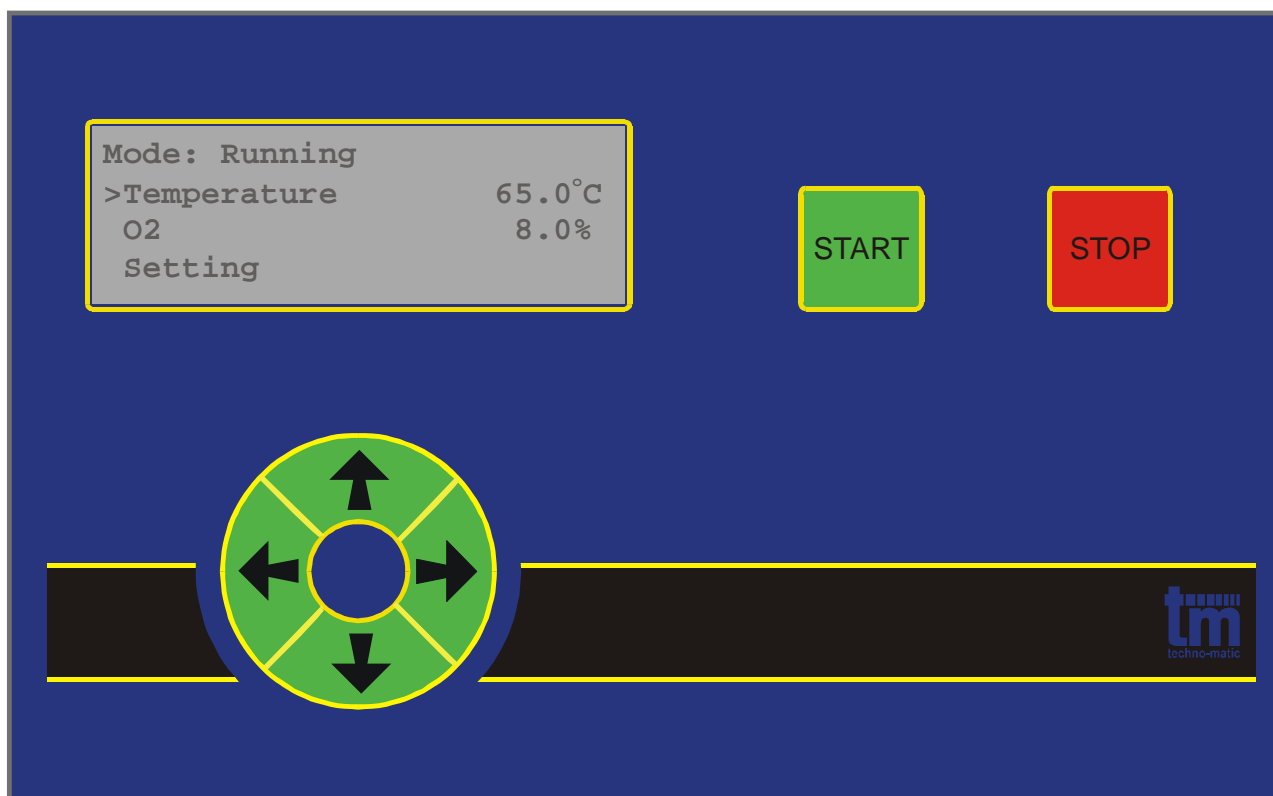 Mode: Running
>Temperature 65.0°C
O2 8.0%
Setting
START
STOP
tm
techno-matic